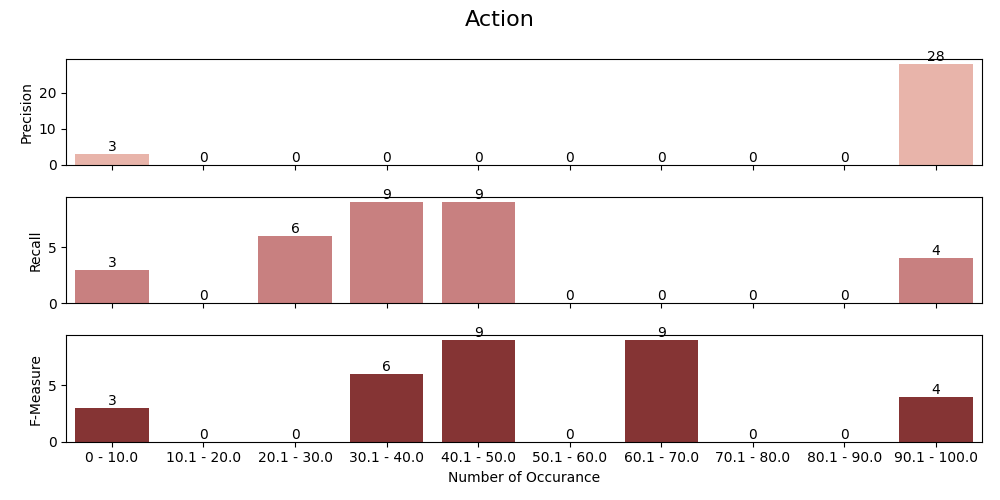 Action
Precision
20
10
0
3 0 0 0 0 0 0 0 0 28
Recall
5
0
3 0 6 9 9 0 0 0 0 4
F-Measure
5
0
3 0 0 6 9 0 9 0 0 4
0 - 10.0 10.1 - 20.0 20.1 - 30.0 30.1 - 40.0 40.1 - 50.0 50.1 - 60.0 60.1 - 70.0 70.1 - 80.0 80.1 - 90.0 90.1 - 100.0
Number of Occurance